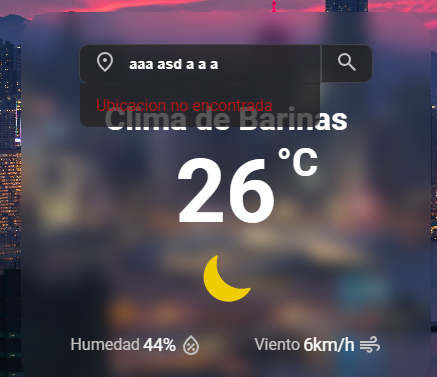 aaa asd a a a
Ubicacion no encontrada
Clima de Barinas
26°C
Humedad 44% Viento 6km/h